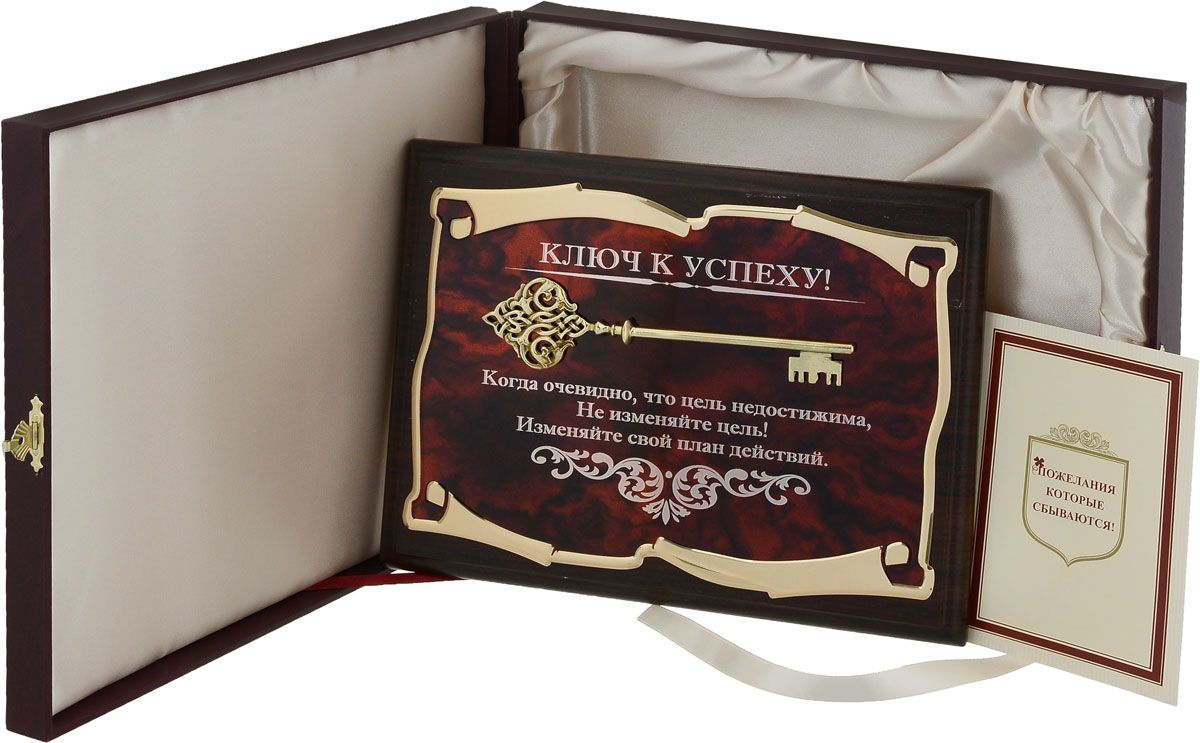 КЛЮЧ К УСПЕХУ!
Когда очевидно, что цель недостижима,
Не изменяйте цель!
Изменяйте свой план действий.
ПОЖЕЛАНИЯ
КОТОРЫЕ
СБЫВАЮТСЯ!